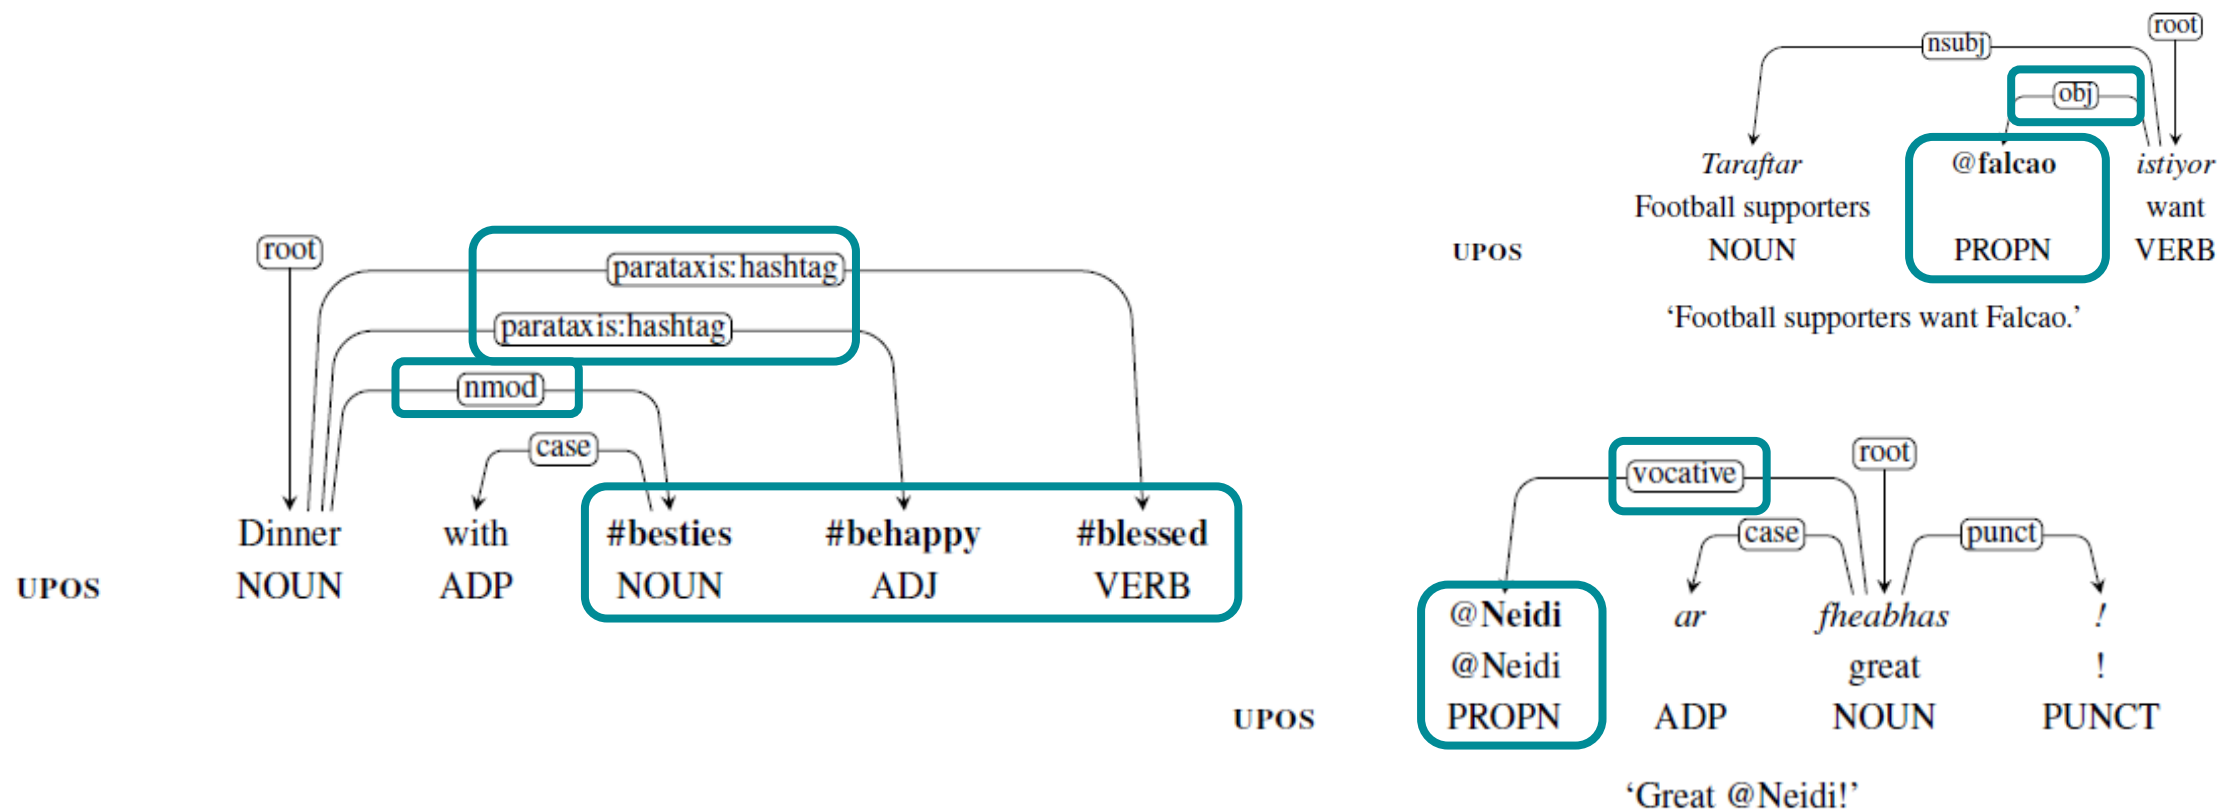 root
parataxis:hashtag
parataxis:hashtag
nmod
case
Dinner with #besties #behappy #blessed
UPOS NOUN ADP NOUN ADJ VERB
root
nsubj
obj
Taraftar @falcao istiyor
Football supporters want
UPOS NOUN PROPN VERB
‘Football supporters want Falcao.’
root
vocative
case punct
@Neidi ar fheabhas !
@Neidi great !
UPOS PROPN ADP NOUN PUNCT
‘Great @Neidi!’